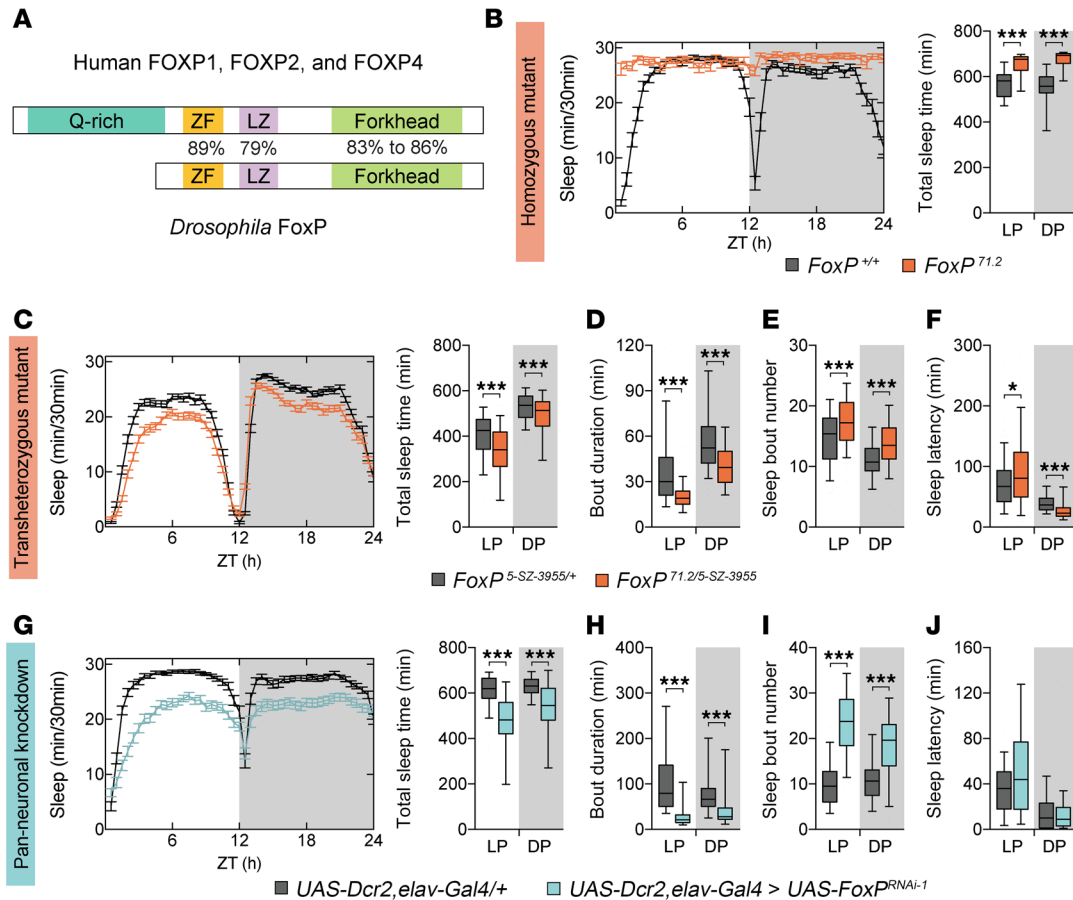 A
Human FOXP1, FOXP2, and FOXP4
Q-rich ZF LZ Forkhead
89% 79% 83% to 86%
ZF LZ Forkhead
Drosophila FoxP
B
Homozygous mutant
Sleep (min/30min)
30
20
10
0
6 12 18 24
ZT (h)
Total sleep time (min)
800
600
400
200
0
*** ***
LP DP
FoxP +/+ FoxP 71.2
C
Transheterozygous mutant
Sleep (min/30min)
30
20
10
0
6 12 18 24
ZT (h)
Total sleep time (min)
800
600
400
200
0
*** ***
LP DP
D
Bout duration (min)
120
90
60
30
0
*** ***
LP DP
E
Sleep bout number
30
20
10
0
*** ***
LP DP
F
Sleep latency (min)
300
200
100
0
* ***
LP DP
FoxP 5-SZ-3955/+ FoxP 71.2/5-SZ-3955
G
Pan-neuronal knockdown
Sleep (min/30min)
30
20
10
0
6 12 18 24
ZT (h)
Total sleep time (min)
800
600
400
200
0
*** ***
LP DP
H
Bout duration (min)
400
300
200
100
0
*** ***
LP DP
I
Sleep bout number
40
30
20
10
0
*** ***
LP DP
J
Sleep latency (min)
160
120
80
40
0
LP DP
UAS-Dcr2,elav-Gal4/+ UAS-Dcr2,elav-Gal4 > UAS-FoxP RNAi-1